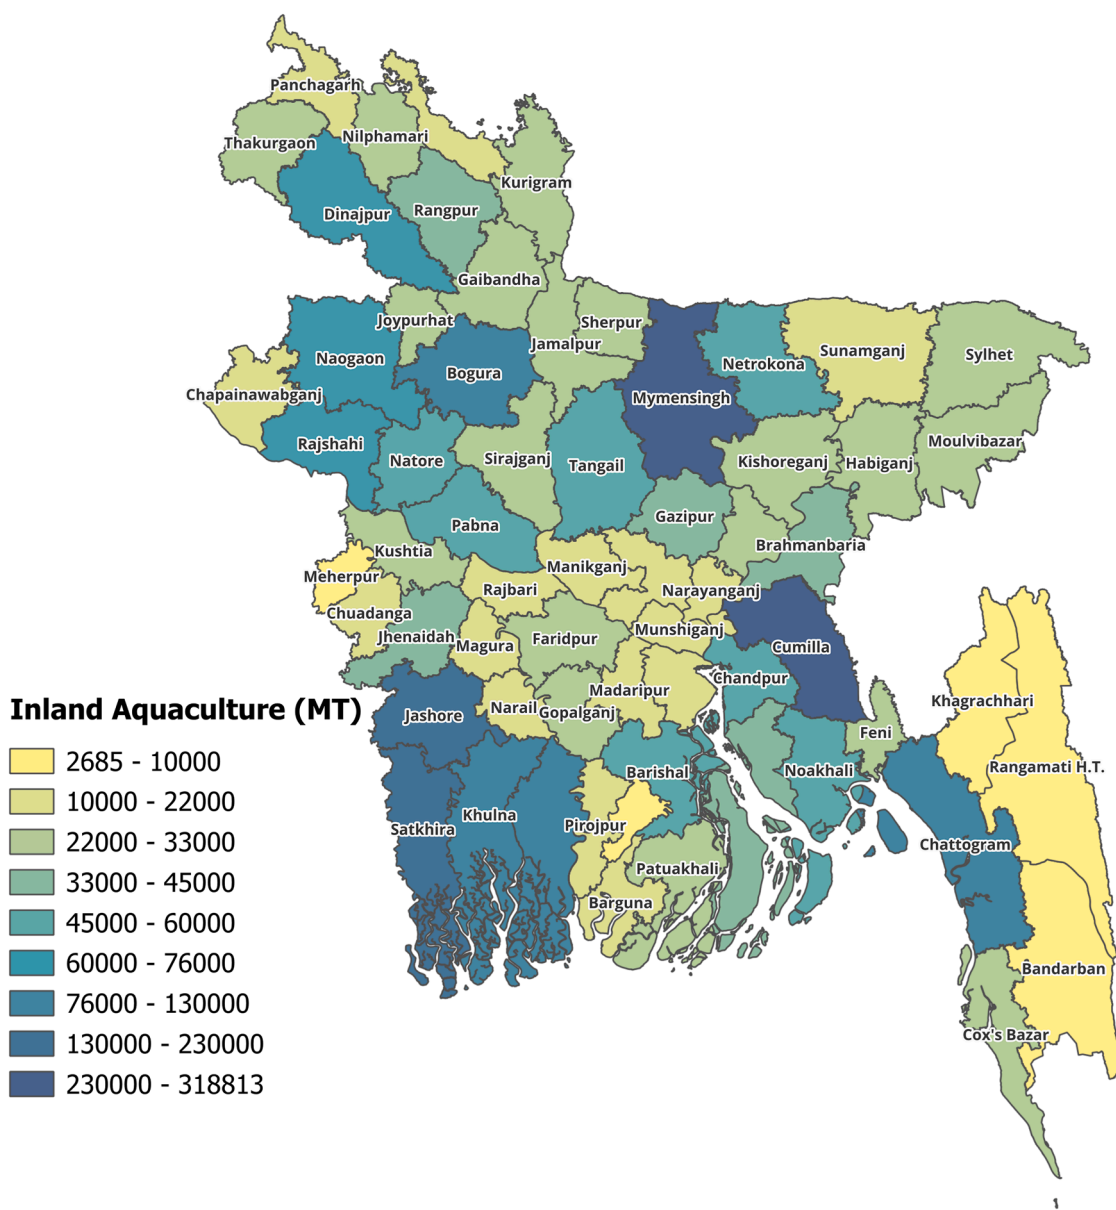 Panchagarh
Thakurgaon
Nilphamari
Kurigram
Dinajpur
Rangpur
Gaibandha
Joypurhat
Sherpur
Jamalpur
Naogaon
Bogura
Netrokona
Sunamganj
Sylhet
Chapainawabganj
Mymensingh
Rajshahi
Natore
Sirajganj
Tangail
Kishoreganj
Habiganj
Moulvibazar
Pabna
Gazipur
Kushtia
Brahmanbaria
Meherpur
Manikganj
Rajbari
Narayanganj
Chuadanga
Jhenaidah
Magura
Faridpur
Munshiganj
Cumilla
Chandpur
Madaripur
Narail
Gopalganj
Khagrachhari
Inland Aquaculture (MT)
Jashore
Feni
2685 - 10000
Barishal
Noakhali
Rangamati H.T.
10000 - 22000
Khulna
Pirojpur
Satkhira
22000 - 33000
Chattogram
Patuakhali
33000 - 45000
Barguna
45000 - 60000
60000 - 76000
Bandarban
76000 - 130000
Cox's Bazar
130000 - 230000
230000 - 318813